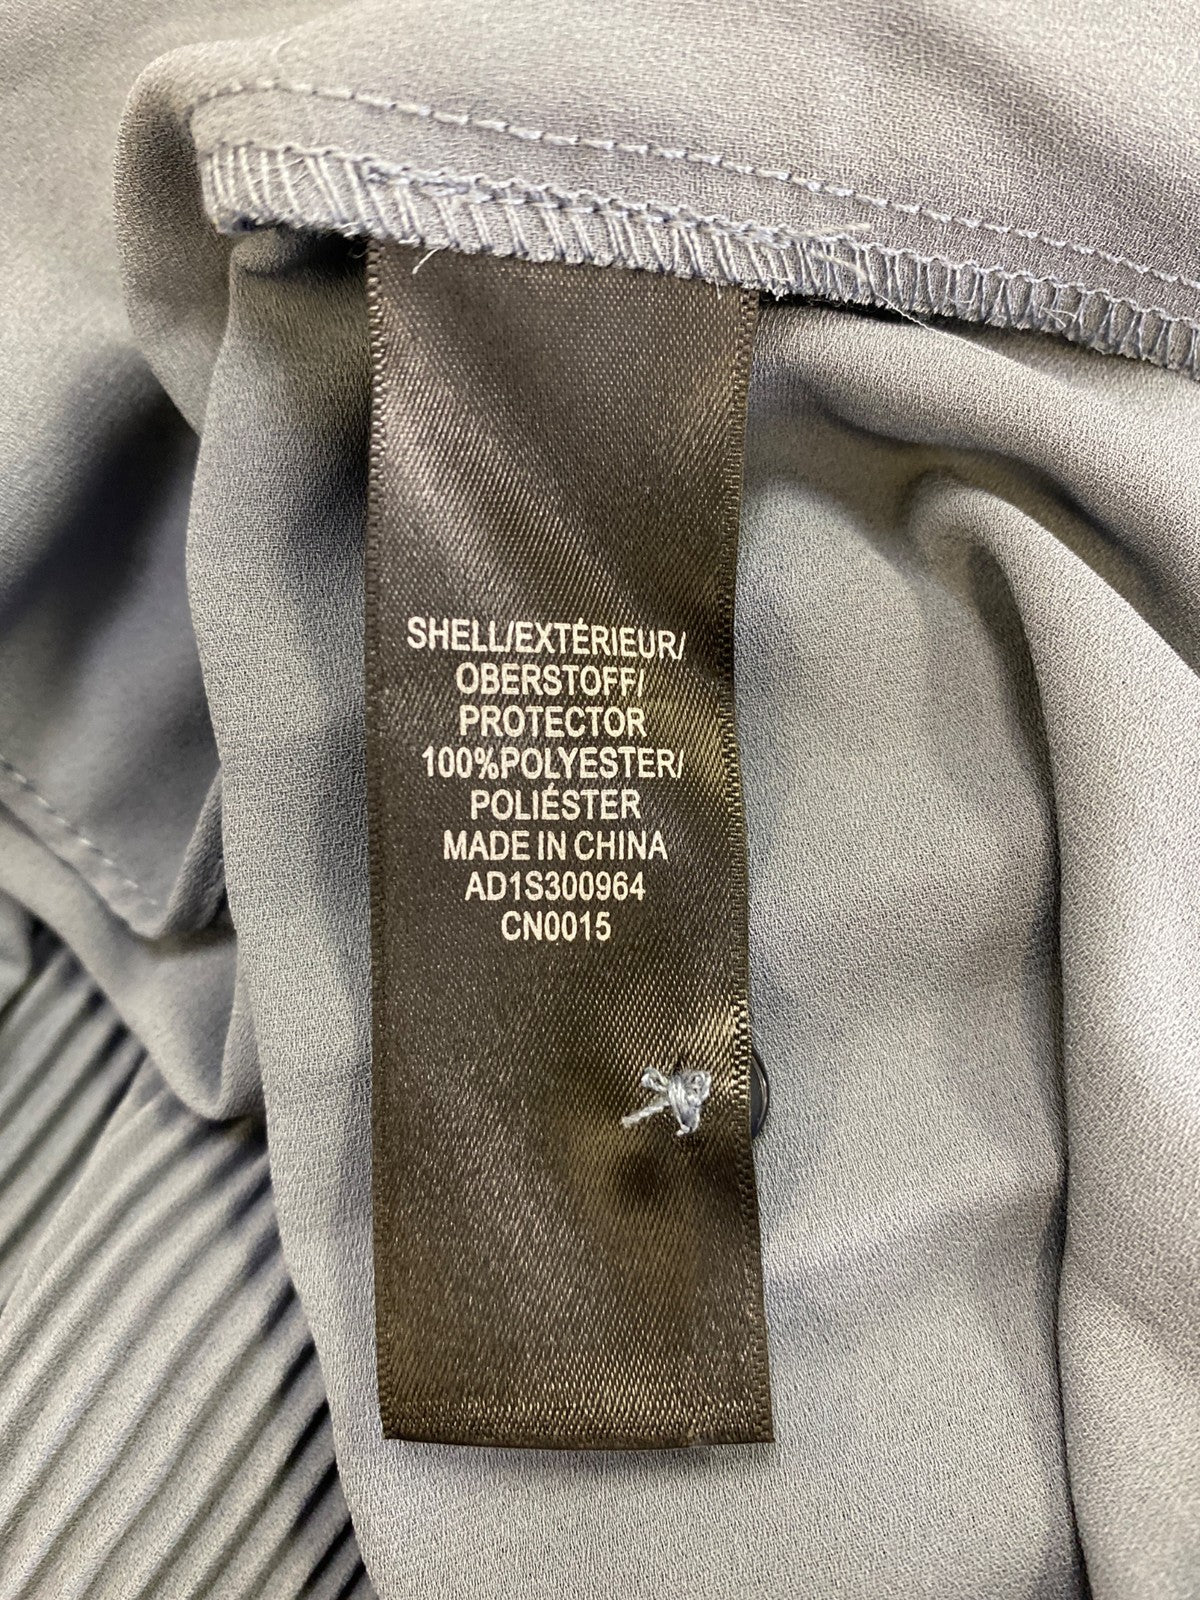 SHELL/EXTÉRIEUR/
OBERSTOFF/
PROTECTOR
100%POLYESTER/
POLIÉSTER
MADE IN CHINA
AD1S300964
CN0015